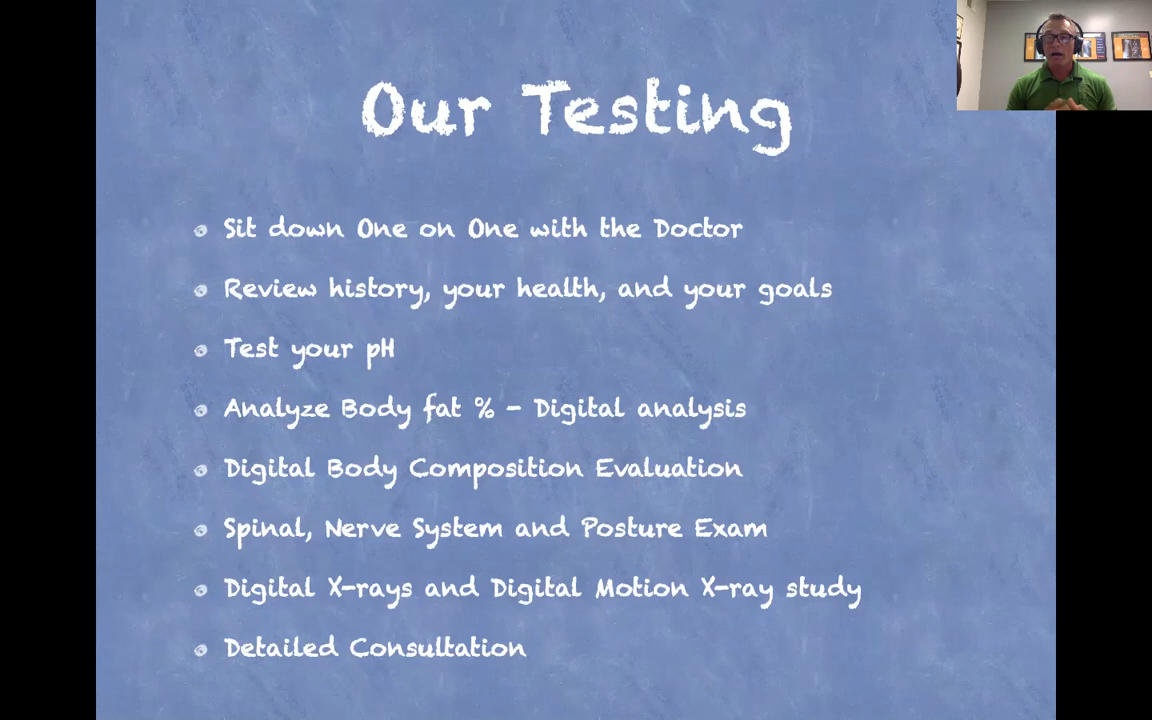 Our Testing
Sit down One on One with the Doctor
Review history, your health, and your goals
Test your pH
Analyze Body fat % - Digital analysis
Digital Body Composition Evaluation
Spinal, Nerve System and Posture Exam
Digital X-rays and Digital Motion X-ray study
Detailed Consultation